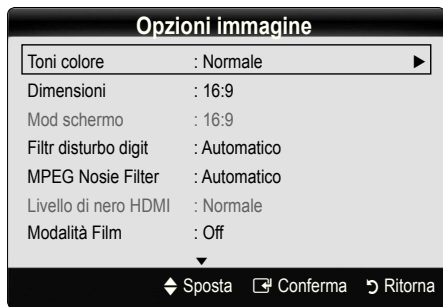 Opzioni immagine
Toni colore : Normale
Dimensioni : 16:9
Mod schermo : 16:9
Filtr disturbo digit : Automatico
MPEG Nosie Filter : Automatico
Livello di nero HDMI : Normale
Modalità Film : Off
Sposta Conferma Ritorna